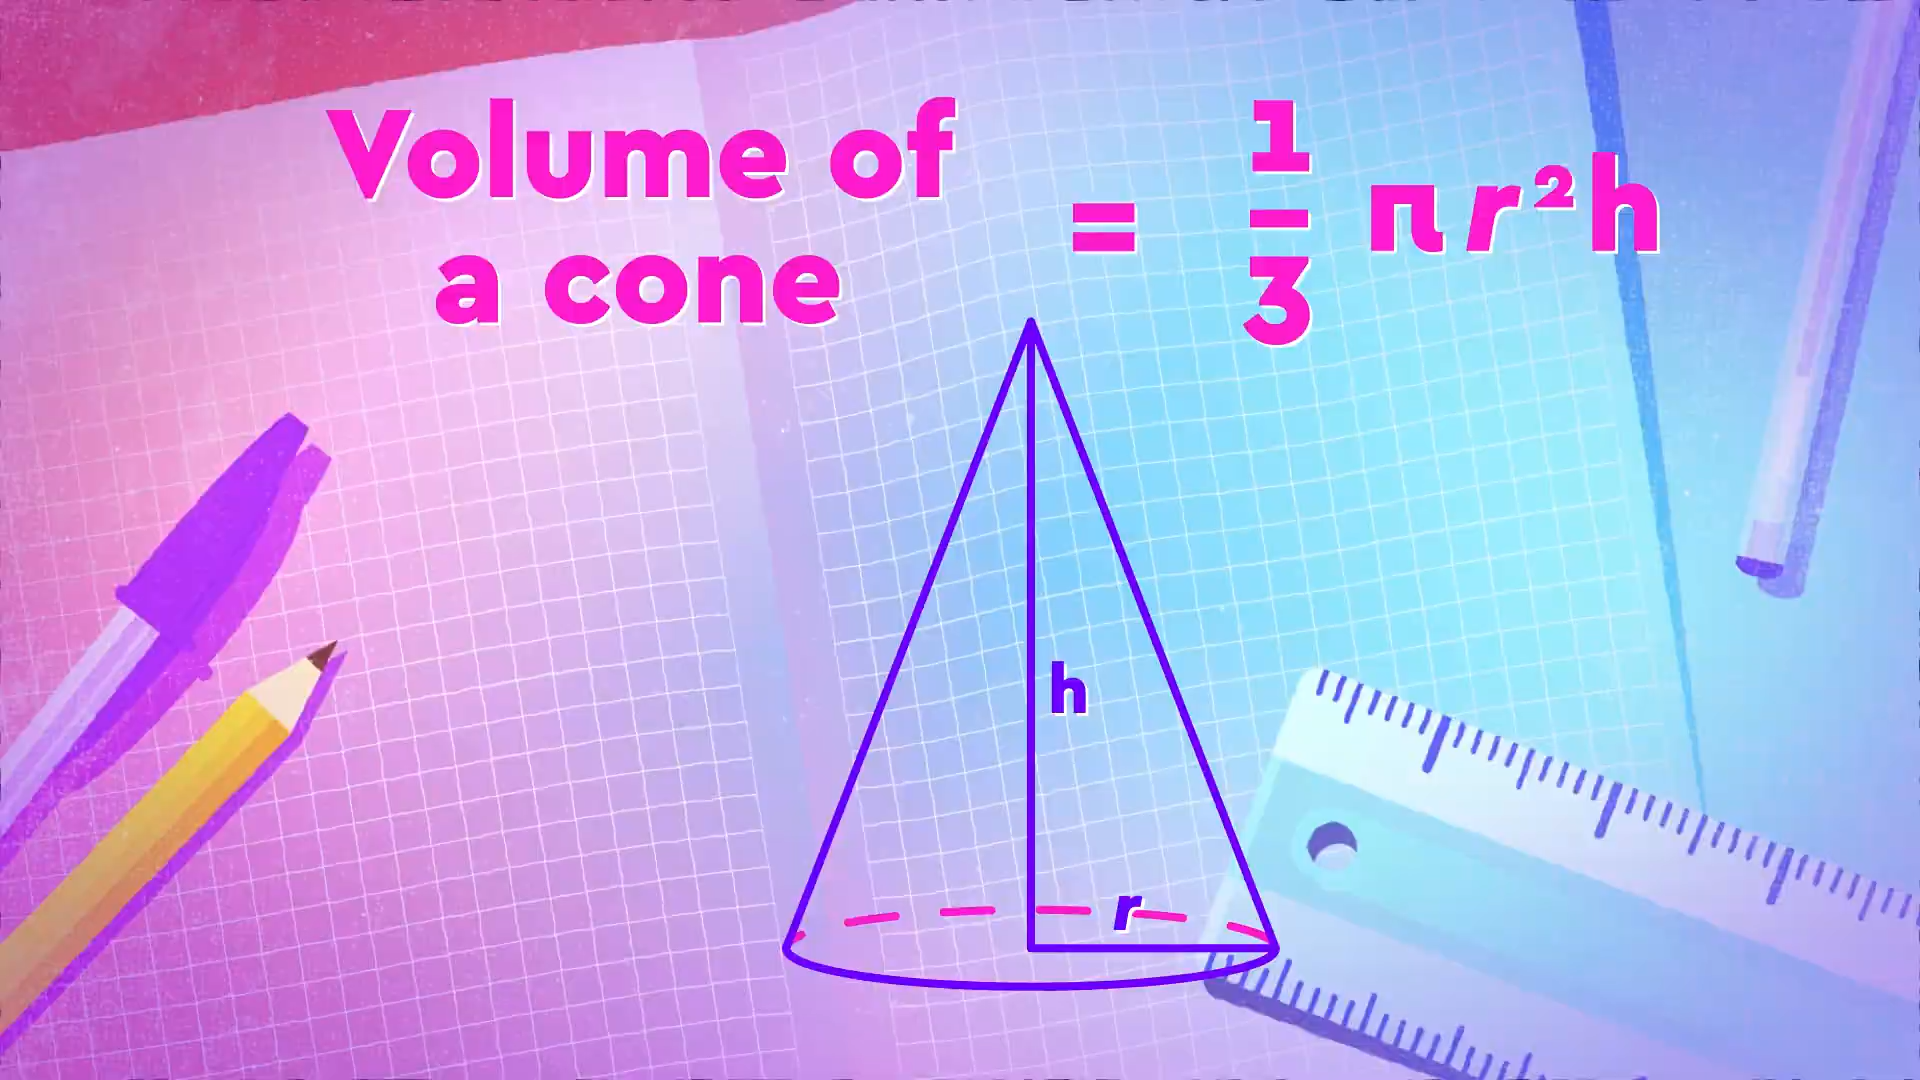 Volume of
a cone
= 1/3 πr²h
h
r